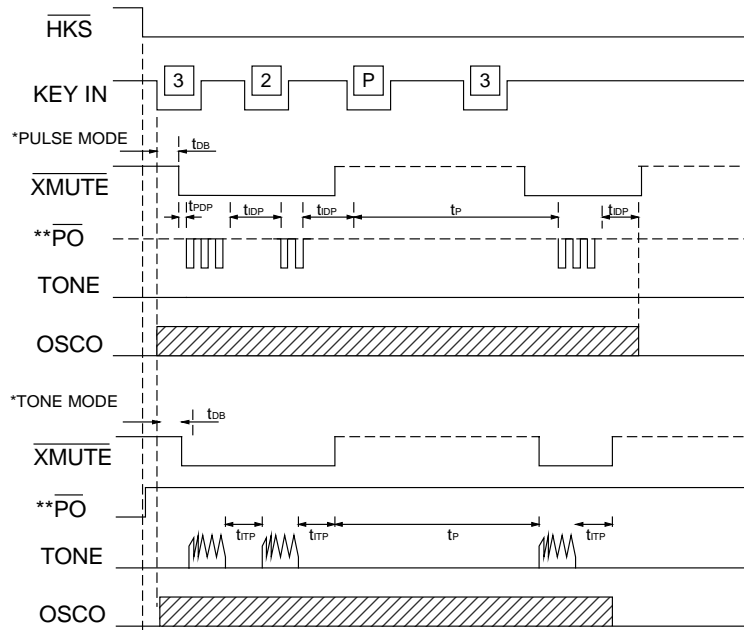 HKS
KEY IN 3 2 P 3
*PULSE MODE tDB
XMUTE
tPDP tIDP tIDP tP tIDP
**PO
TONE
OSCO
*TONE MODE tDB
XMUTE
**PO
tITP tITP tP tITP
TONE
OSCO